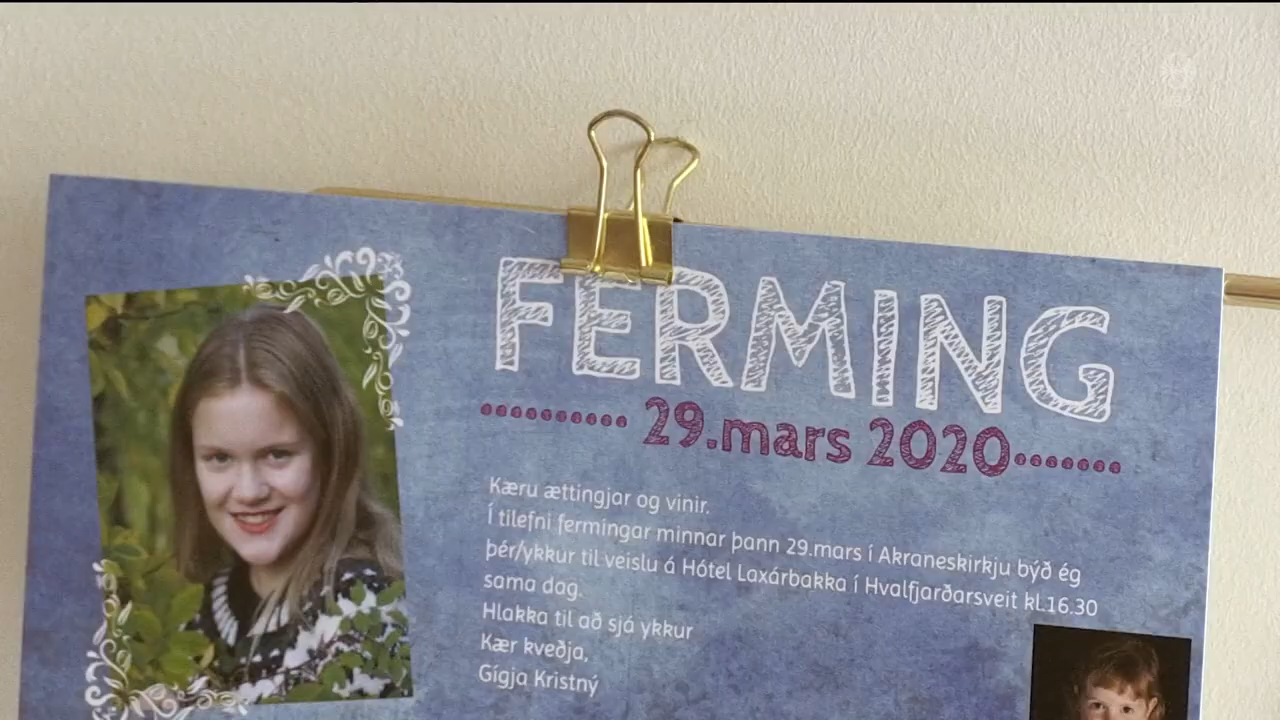 FERMING
29.mars 2020
Kæru ættingjar og vinir.
Í tilefni fermingar minnar þann 29.mars í Akraneskirkju býð ég
þér/ykkur til veislu á Hótel Laxárbakka í Hvalfjarðarsveit kl.16.30
sama dag.
Hlakka til að sjá ykkur
Kær kveðja,
Gígja Kristný